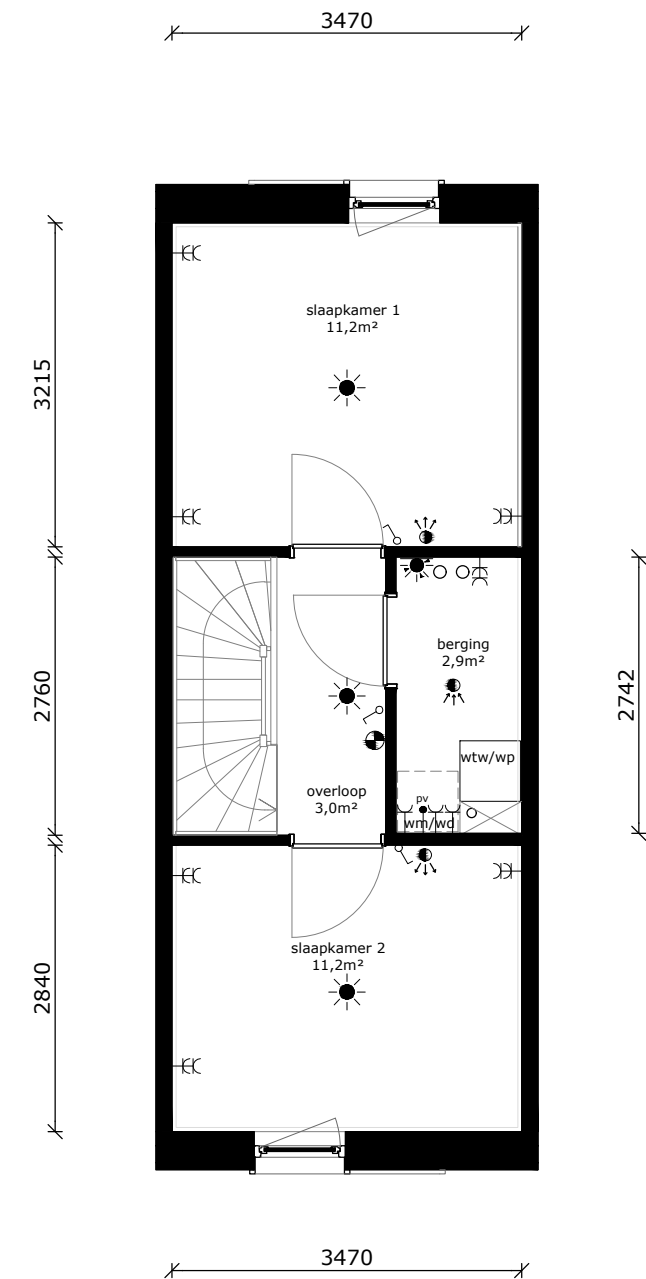 3470
slaapkamer 1
11,2m²
3215
berging
2,9m²
2760
2742
wtw/wp
overloop
3,0m²
pv
wm/wd
slaapkamer 2
11,2m²
2840
3470